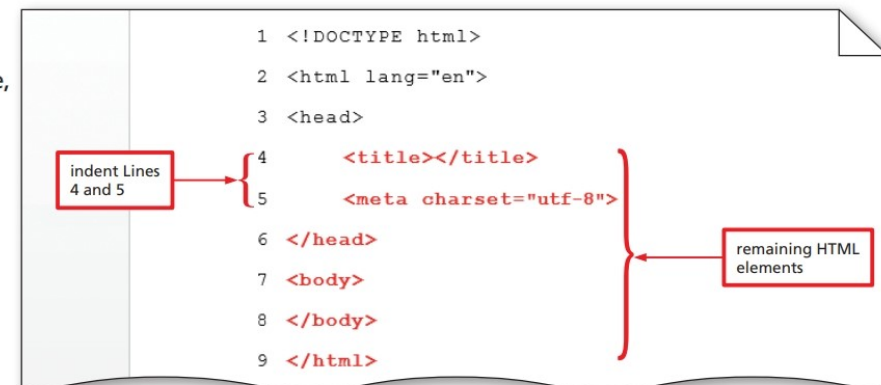 e,
1 <!DOCTYPE html>
2 <html lang="en">
3 <head>
4 <title></title>
5 <meta charset="utf-8">
6 </head>
7 <body>
8 </body>
9 </html>
indent Lines
4 and 5
remaining HTML
elements